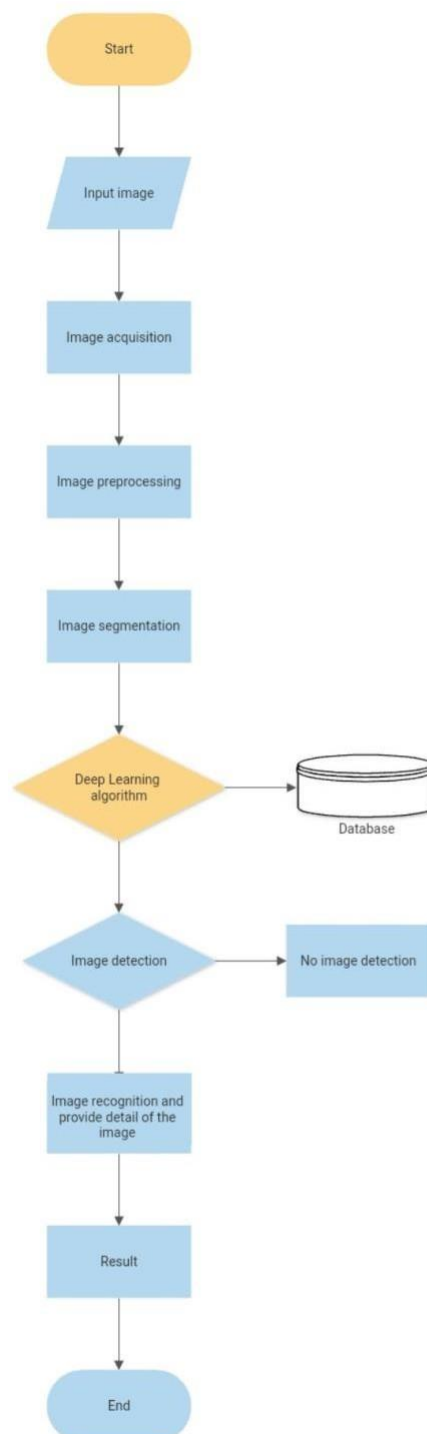 Start
Input image
Image acquisition
Image preprocessing
Image segmentation
Deep Learning
algorithm
Database
Image detection
No image detection
Image recognition and
provide detail of the
image
Result
End